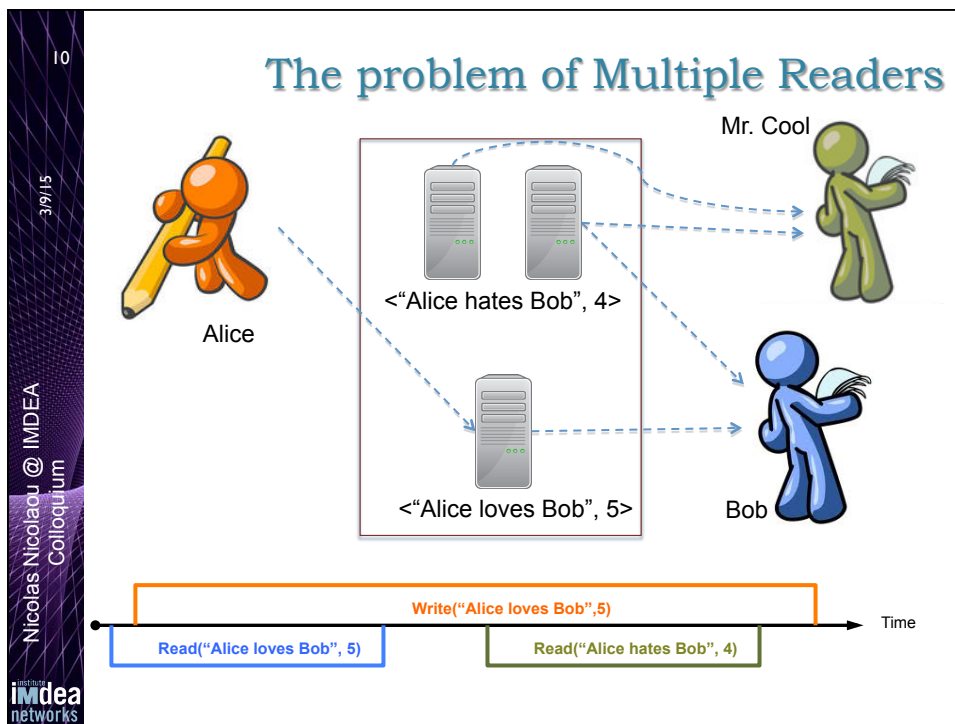 10
The problem of Multiple Readers
3/9/15
Nicolas Nicolaou @ IMDEA
Colloquium
Mr. Cool
Alice
<“Alice hates Bob”, 4>
<“Alice loves Bob”, 5>
Bob
Write(“Alice loves Bob”,5)
Time
Read(“Alice loves Bob”, 5)
Read(“Alice hates Bob”, 4)
institute
iMdea
networks